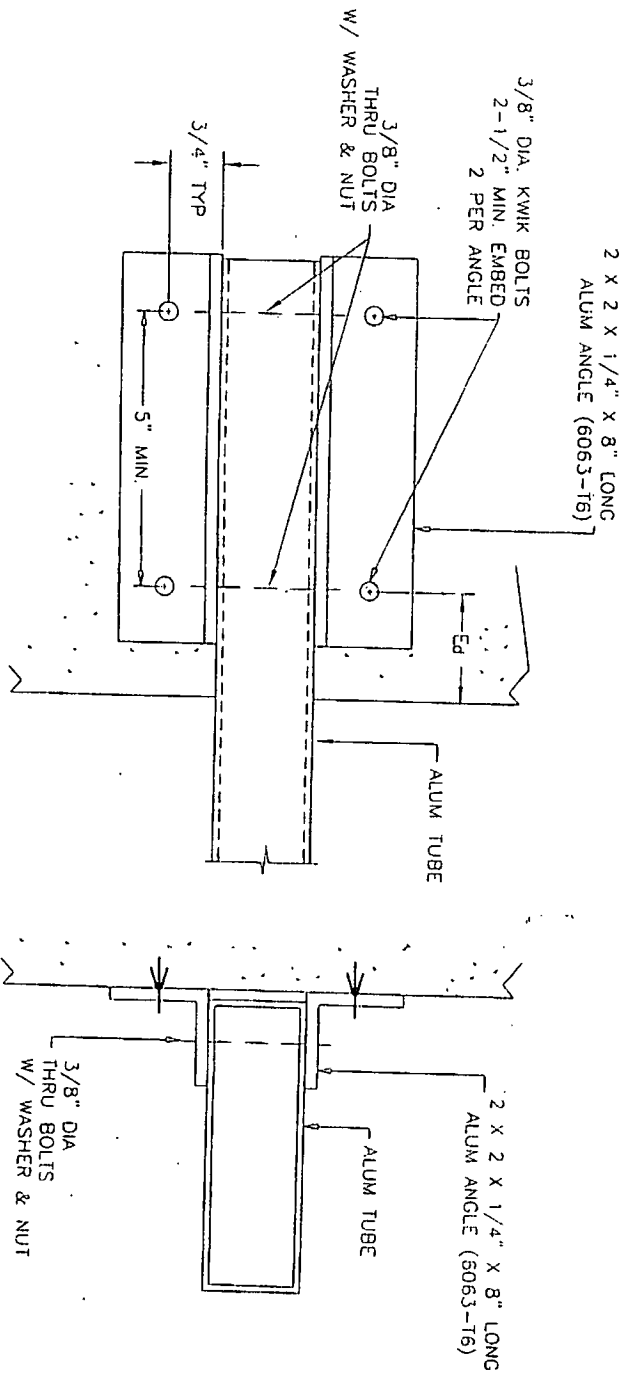 2 X 2 X 1/4" X 8" LONG
ALUM ANGLE (6063-T6)
3/8" DIA. KWIK BOLTS
2-1/2" MIN. EMBED
2 PER ANGLE
3/8" DIA
THRU BOLTS
W/ WASHER & NUT
3/4" TYP
5" MIN.
Ed
ALUM TUBE
2 X 2 X 1/4" X 8" LONG
ALUM ANGLE (6063-T6)
ALUM TUBE
3/8" DIA
THRU BOLTS
W/ WASHER & NUT